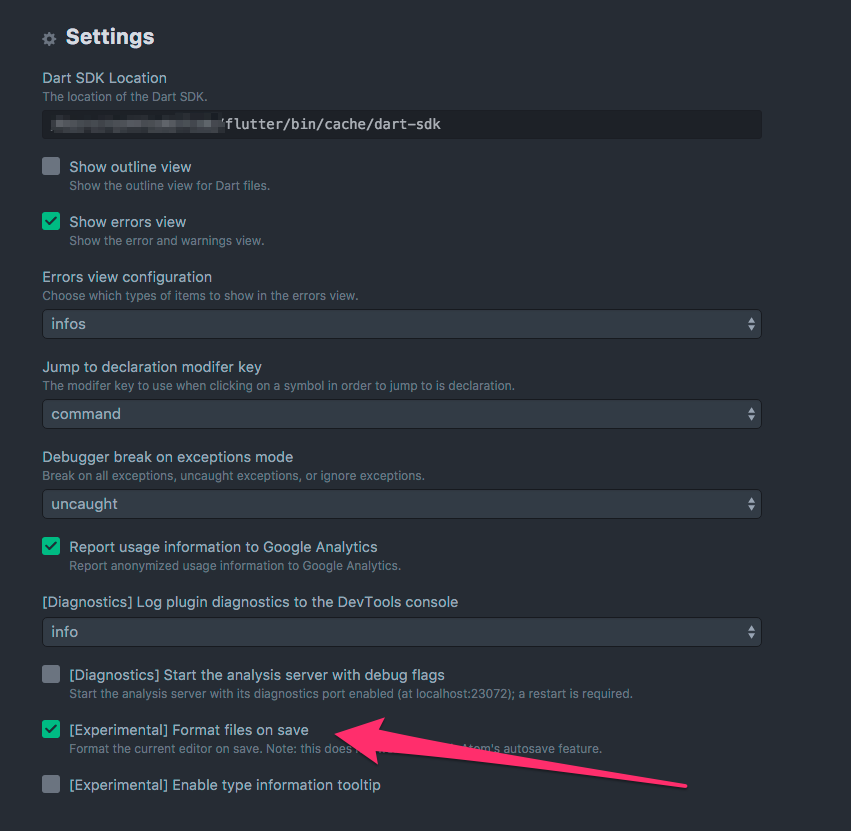 Settings
Dart SDK Location
The location of the Dart SDK.
/flutter/bin/cache/dart-sdk
Show outline view
Show the outline view for Dart files.
Show errors view
Show the error and warnings view.
Errors view configuration
Choose which types of items to show in the errors view.
infos
Jump to declaration modifer key
The modifer key to use when clicking on a symbol in order to jump to is declaration.
command
Debugger break on exceptions mode
Break on all exceptions, uncaught exceptions, or ignore exceptions.
uncaught
Report usage information to Google Analytics
Report anonymized usage information to Google Analytics.
[Diagnostics] Log plugin diagnostics to the DevTools console
info
[Diagnostics] Start the analysis server with debug flags
Start the analysis server with its diagnostics port enabled (at localhost:23072); a restart is required.
[Experimental] Format files on save
Format the current editor on save. Note: this does Atom's autosave feature.
[Experimental] Enable type information tooltip